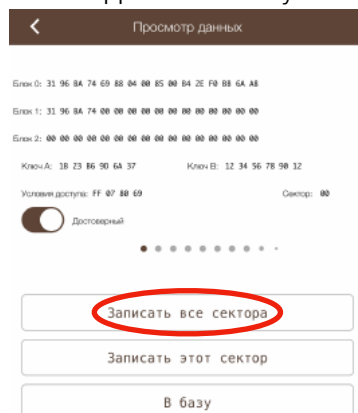 Просмотр данных
Блок 0: 31 96 8A 74 69 88 04 00 85 00 B4 2E F0 BB 6A A8
Блок 1: 31 96 8A 74 00 00 00 00 00 00 00 00 00 00 00 00
Блок 2: 00 00 00 00 00 00 00 00 00 00 00 00 00 00 00 00
Ключ A: 1B 23 B6 90 6A 37 Ключ B: 12 34 56 78 90 12
Условия доступа: FF 07 80 69 Сектор: 00
Достоверный
Записать все сектора
Записать этот сектор
В базу